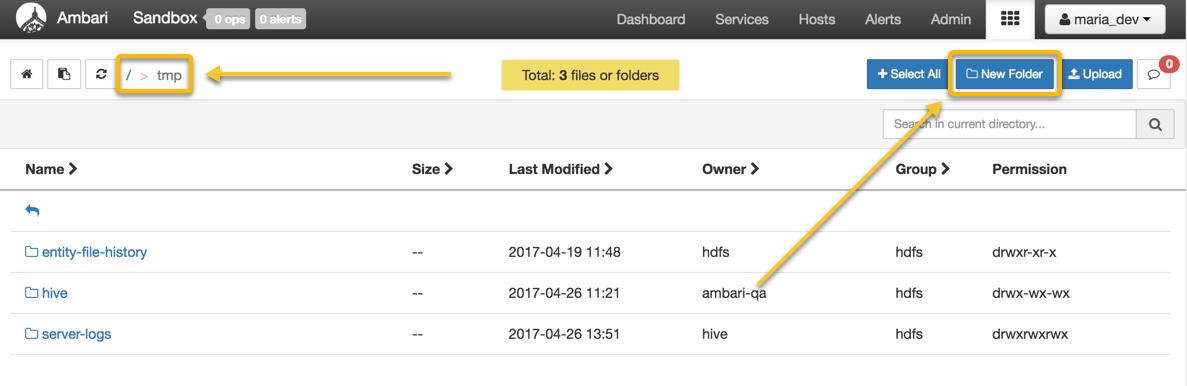 Ambari Sandbox 0 ops 0 alerts Dashboard Services Hosts Alerts Admin maria_dev
/ > tmp Total: 3 files or folders Select All New Folder Upload 0
Search in current directory...
Name Size Last Modified Owner Group Permission
entity-file-history -- 2017-04-19 11:48 hdfs hdfs drwxr-xr-x
hive -- 2017-04-26 11:21 ambari-qa hdfs drwx-wx-wx
server-logs -- 2017-04-26 13:51 hive hdfs drwxrwxrwx